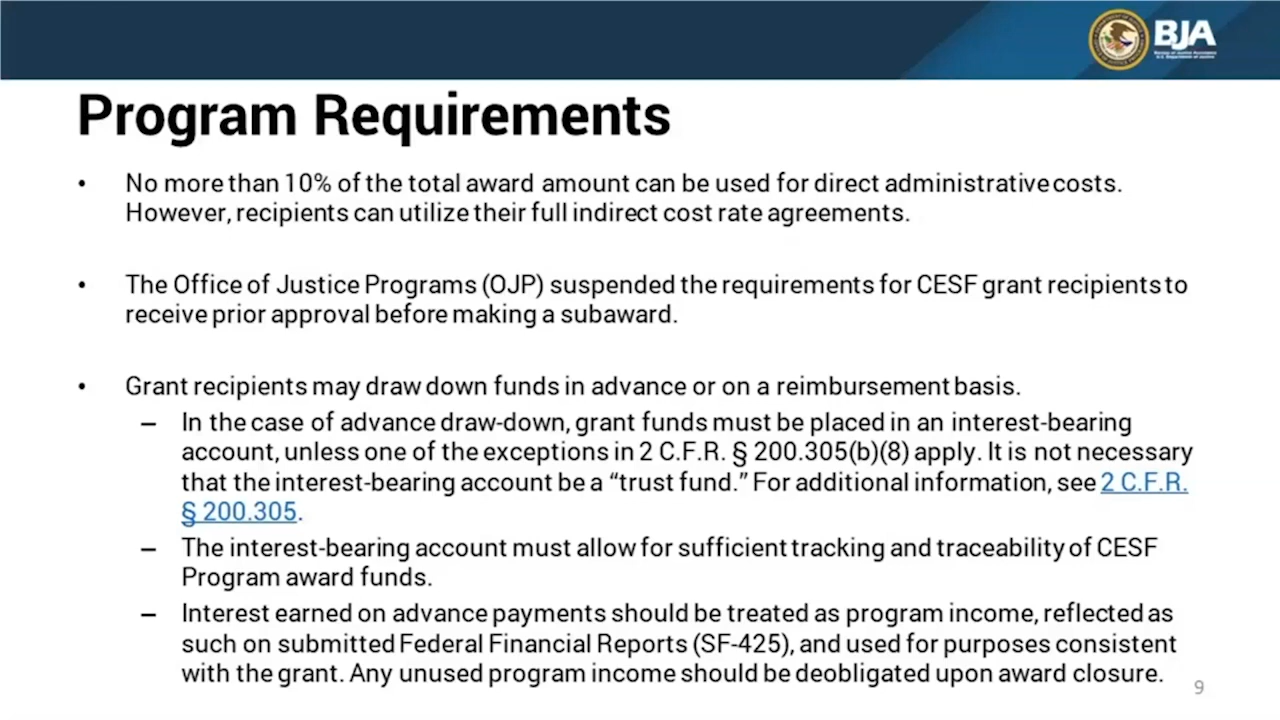 BJA
Bureau of Justice Assistance
U.S. Department of Justice
Program Requirements
• No more than 10% of the total award amount can be used for direct administrative costs.
However, recipients can utilize their full indirect cost rate agreements.
• The Office of Justice Programs (OJP) suspended the requirements for CESF grant recipients to
receive prior approval before making a subaward.
• Grant recipients may draw down funds in advance or on a reimbursement basis.
– In the case of advance draw-down, grant funds must be placed in an interest-bearing
account, unless one of the exceptions in 2 C.F.R. § 200.305(b)(8) apply. It is not necessary
that the interest-bearing account be a “trust fund.” For additional information, see 2 C.F.R.
§ 200.305.
– The interest-bearing account must allow for sufficient tracking and traceability of CESF
Program award funds.
– Interest earned on advance payments should be treated as program income, reflected as
such on submitted Federal Financial Reports (SF-425), and used for purposes consistent
with the grant. Any unused program income should be deobligated upon award closure.
9